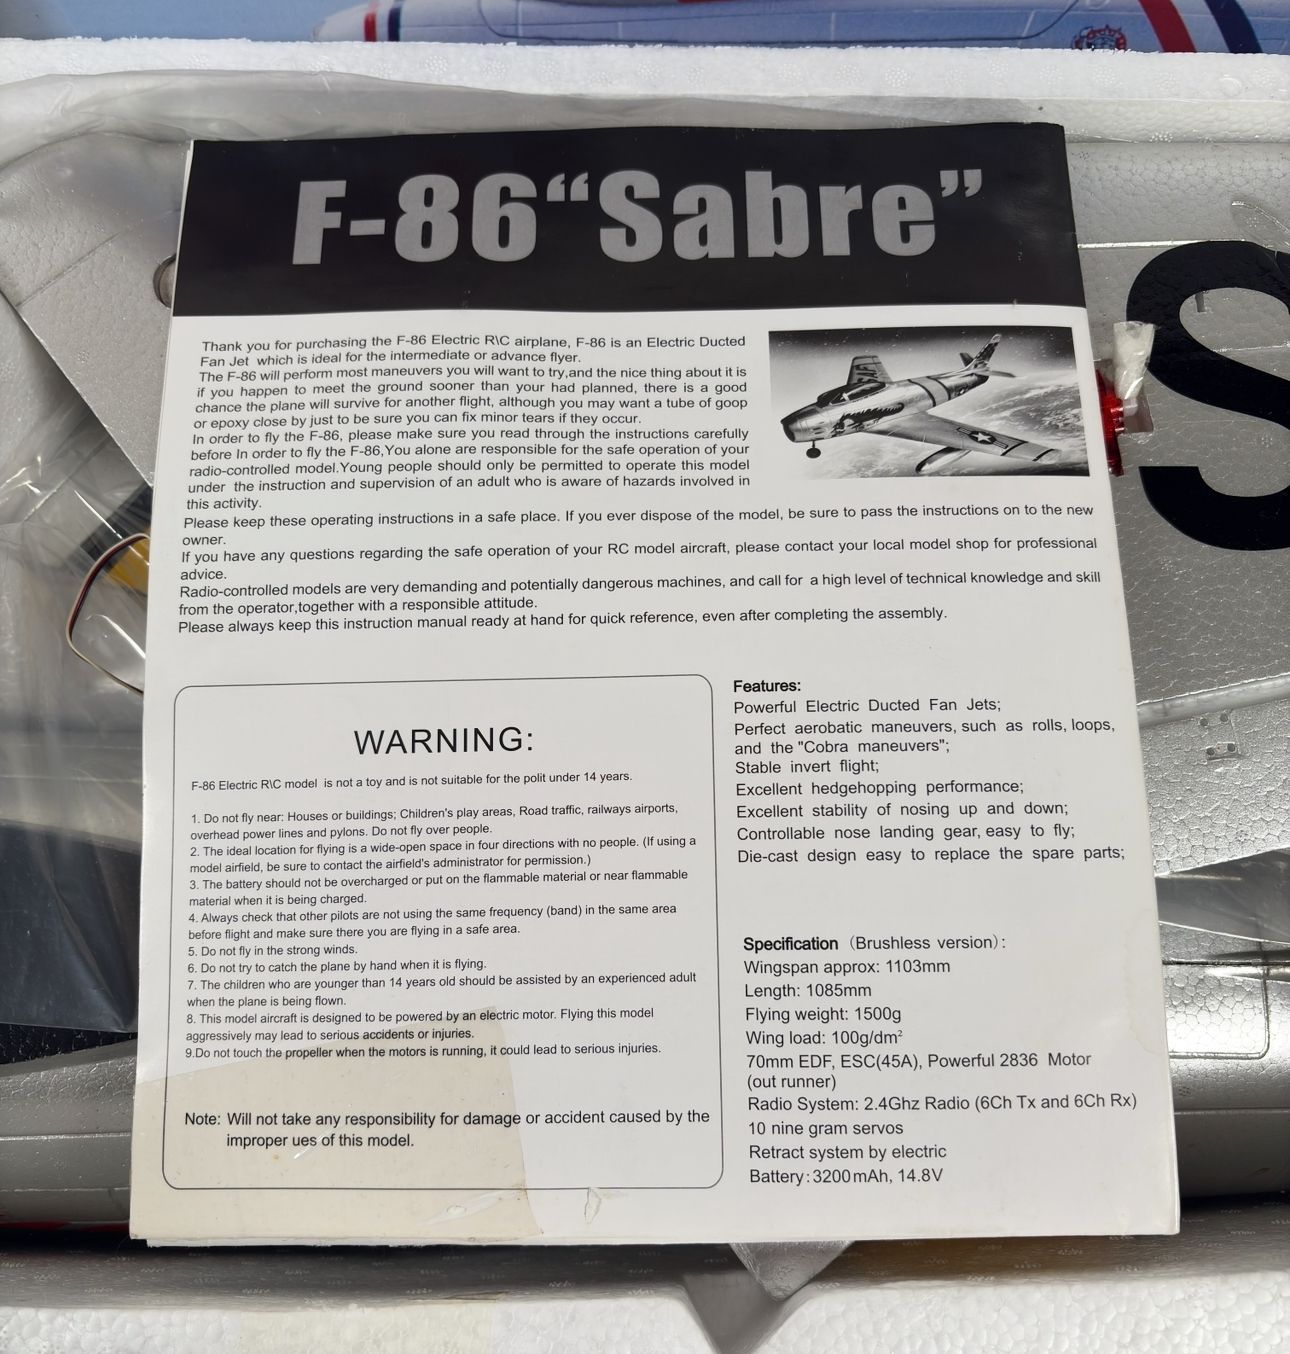 F-86“Sabre”
Thank you for purchasing the F-86 Electric R\C airplane, F-86 is an Electric Ducted
Fan Jet which is ideal for the intermediate or advance flyer.
The F-86 will perform most maneuvers you will want to try,and the nice thing about it is
if you happen to meet the ground sooner than your had planned, there is a good
chance the plane will survive for another flight, although you may want a tube of goop
or epoxy close by just to be sure you can fix minor tears if they occur.
In order to fly the F-86, please make sure you read through the instructions carefully
before In order to fly the F-86,You alone are responsible for the safe operation of your
radio-controlled model.Young people should only be permitted to operate this model
under the instruction and supervision of an adult who is aware of hazards involved in
this activity.
Please keep these operating instructions in a safe place. If you ever dispose of the model, be sure to pass the instructions on to the new
owner.
If you have any questions regarding the safe operation of your RC model aircraft, please contact your local model shop for professional
advice.
Radio-controlled models are very demanding and potentially dangerous machines, and call for a high level of technical knowledge and skill
from the operator,together with a responsible attitude.
Please always keep this instruction manual ready at hand for quick reference, even after completing the assembly.
WARNING:
F-86 Electric R\C model is not a toy and is not suitable for the polit under 14 years.
1. Do not fly near: Houses or buildings; Children's play areas, Road traffic, railways airports,
overhead power lines and pylons. Do not fly over people.
2. The ideal location for flying is a wide-open space in four directions with no people. (If using a
model airfield, be sure to contact the airfield's administrator for permission.)
3. The battery should not be overcharged or put on the flammable material or near flammable
material when it is being charged.
4. Always check that other pilots are not using the same frequency (band) in the same area
before flight and make sure there you are flying in a safe area.
5. Do not fly in the strong winds.
6. Do not try to catch the plane by hand when it is flying.
7. The children who are younger than 14 years old should be assisted by an experienced adult
when the plane is being flown.
8. This model aircraft is designed to be powered by an electric motor. Flying this model
aggressively may lead to serious accidents or injuries.
9.Do not touch the propeller when the motors is running, it could lead to serious injuries.
Note: Will not take any responsibility for damage or accident caused by the
improper ues of this model.
Features:
Powerful Electric Ducted Fan Jets;
Perfect aerobatic maneuvers, such as rolls, loops,
and the "Cobra maneuvers";
Stable invert flight;
Excellent hedgehopping performance;
Excellent stability of nosing up and down;
Controllable nose landing gear, easy to fly;
Die-cast design easy to replace the spare parts;
Specification (Brushless version):
Wingspan approx: 1103mm
Length: 1085mm
Flying weight: 1500g
Wing load: 100g/dm²
70mm EDF, ESC(45A), Powerful 2836 Motor
(out runner)
Radio System: 2.4Ghz Radio (6Ch Tx and 6Ch Rx)
10 nine gram servos
Retract system by electric
Battery:3200mAh, 14.8V
S